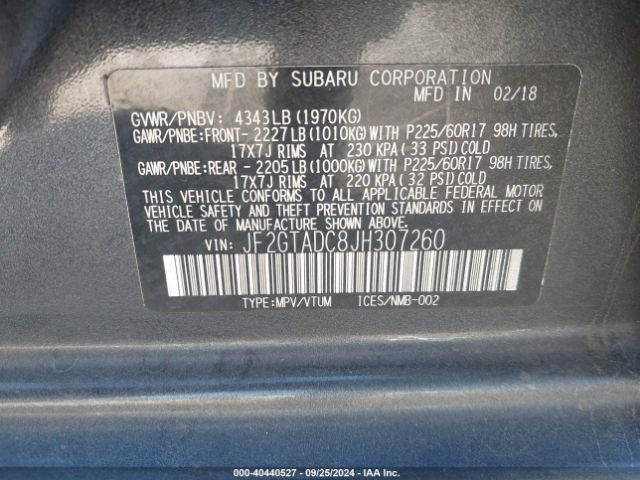 MFD BY SUBARU CORPORATION
MFD IN 02/18
GVWR/PNBV: 4343LB (1970KG)
GAWR/PNBE:FRONT- 2227LB(1010KG)WITH P225/60R17 98H TIRES,
17X7J RIMS AT 230 KPA( 33 PSI)COLD
GAWR/PNBE:REAR - 2205LB(1000KG)WITH P225/60R17 98H TIRES,
17X7J RIMS AT 220 KPA( 32 PSI)COLD
THIS VEHICLE CONFORMS TO ALL APPLICABLE FEDERAL MOTOR
VEHICLE SAFETY AND THEFT PREVENTION STANDARDS IN EFFECT ON
THE DATE OF MANUFACTURE SHOWN ABOVE.
VIN: JF2GTADC8JH307260
TYPE:MPV/VTUM ICES/NMB-002
000-40440527 - 09/25/2024 - IAA Inc.